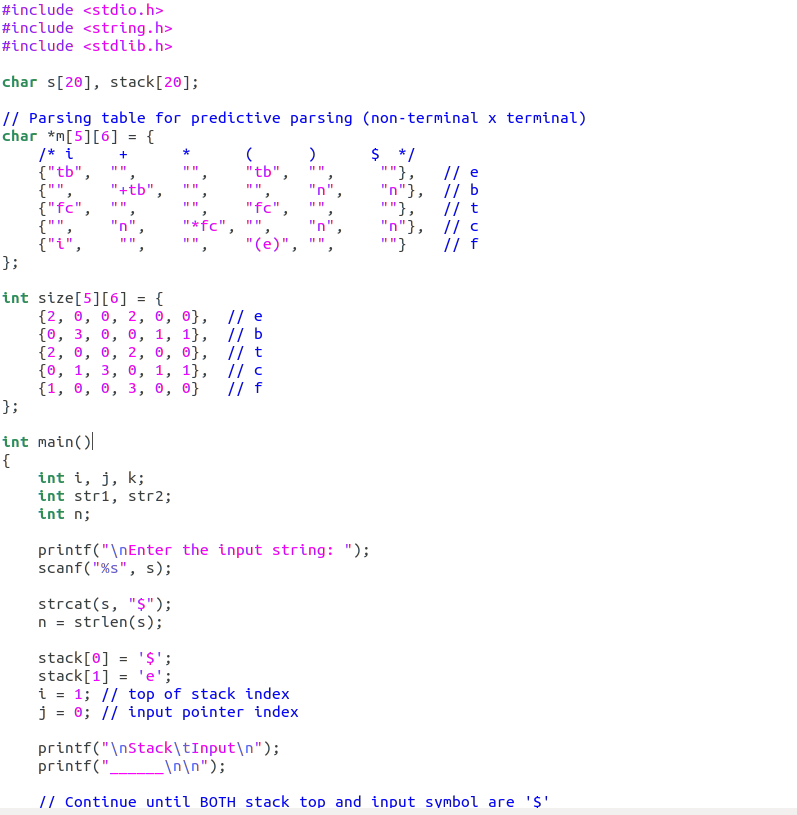 #include <stdio.h>
#include <string.h>
#include <stdlib.h>

char s[20], stack[20];

// Parsing table for predictive parsing (non-terminal x terminal)
char *m[5][6] = {
    /* i     +      *      (      )      $  */
    {"tb",  "",     "",    "tb",  "",     ""},   // e
    {"",    "+tb",  "",    "",    "n",    "n"},  // b
    {"fc",  "",     "",    "fc",  "",     ""},   // t
    {"",    "n",    "*fc", "",    "n",    "n"},  // c
    {"i",    "",    "",    "(e)", "",     ""}    // f
};

int size[5][6] = {
    {2, 0, 0, 2, 0, 0},  // e
    {0, 3, 0, 0, 1, 1},  // b
    {2, 0, 0, 2, 0, 0},  // t
    {0, 1, 3, 0, 1, 1},  // c
    {1, 0, 0, 3, 0, 0}   // f
};

int main()
{
    int i, j, k;
    int str1, str2;
    int n;

    printf("\nEnter the input string: ");
    scanf("%s", s);

    strcat(s, "$");
    n = strlen(s);

    stack[0] = '$';
    stack[1] = 'e';
    i = 1; // top of stack index
    j = 0; // input pointer index

    printf("\nStack\tInput\n");
    printf("______\n\n");

    // Continue until BOTH stack top and input symbol are '$'